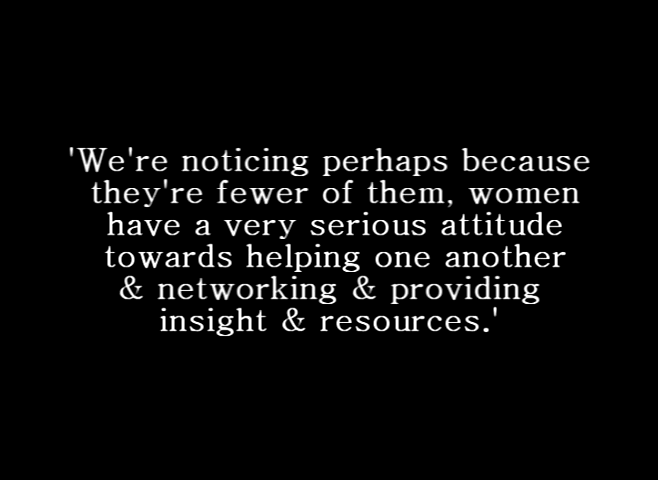 'We're noticing perhaps because
they're fewer of them, women
have a very serious attitude
towards helping one another
& networking & providing
insight & resources.'